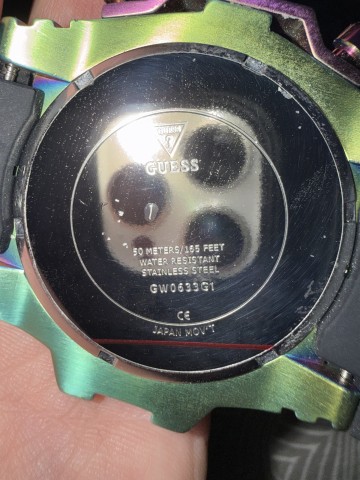 GUESS
50 METERS/165 FEET
WATER RESISTANT
STAINLESS STEEL
GW0633G1
CE
JAPAN MOV'T